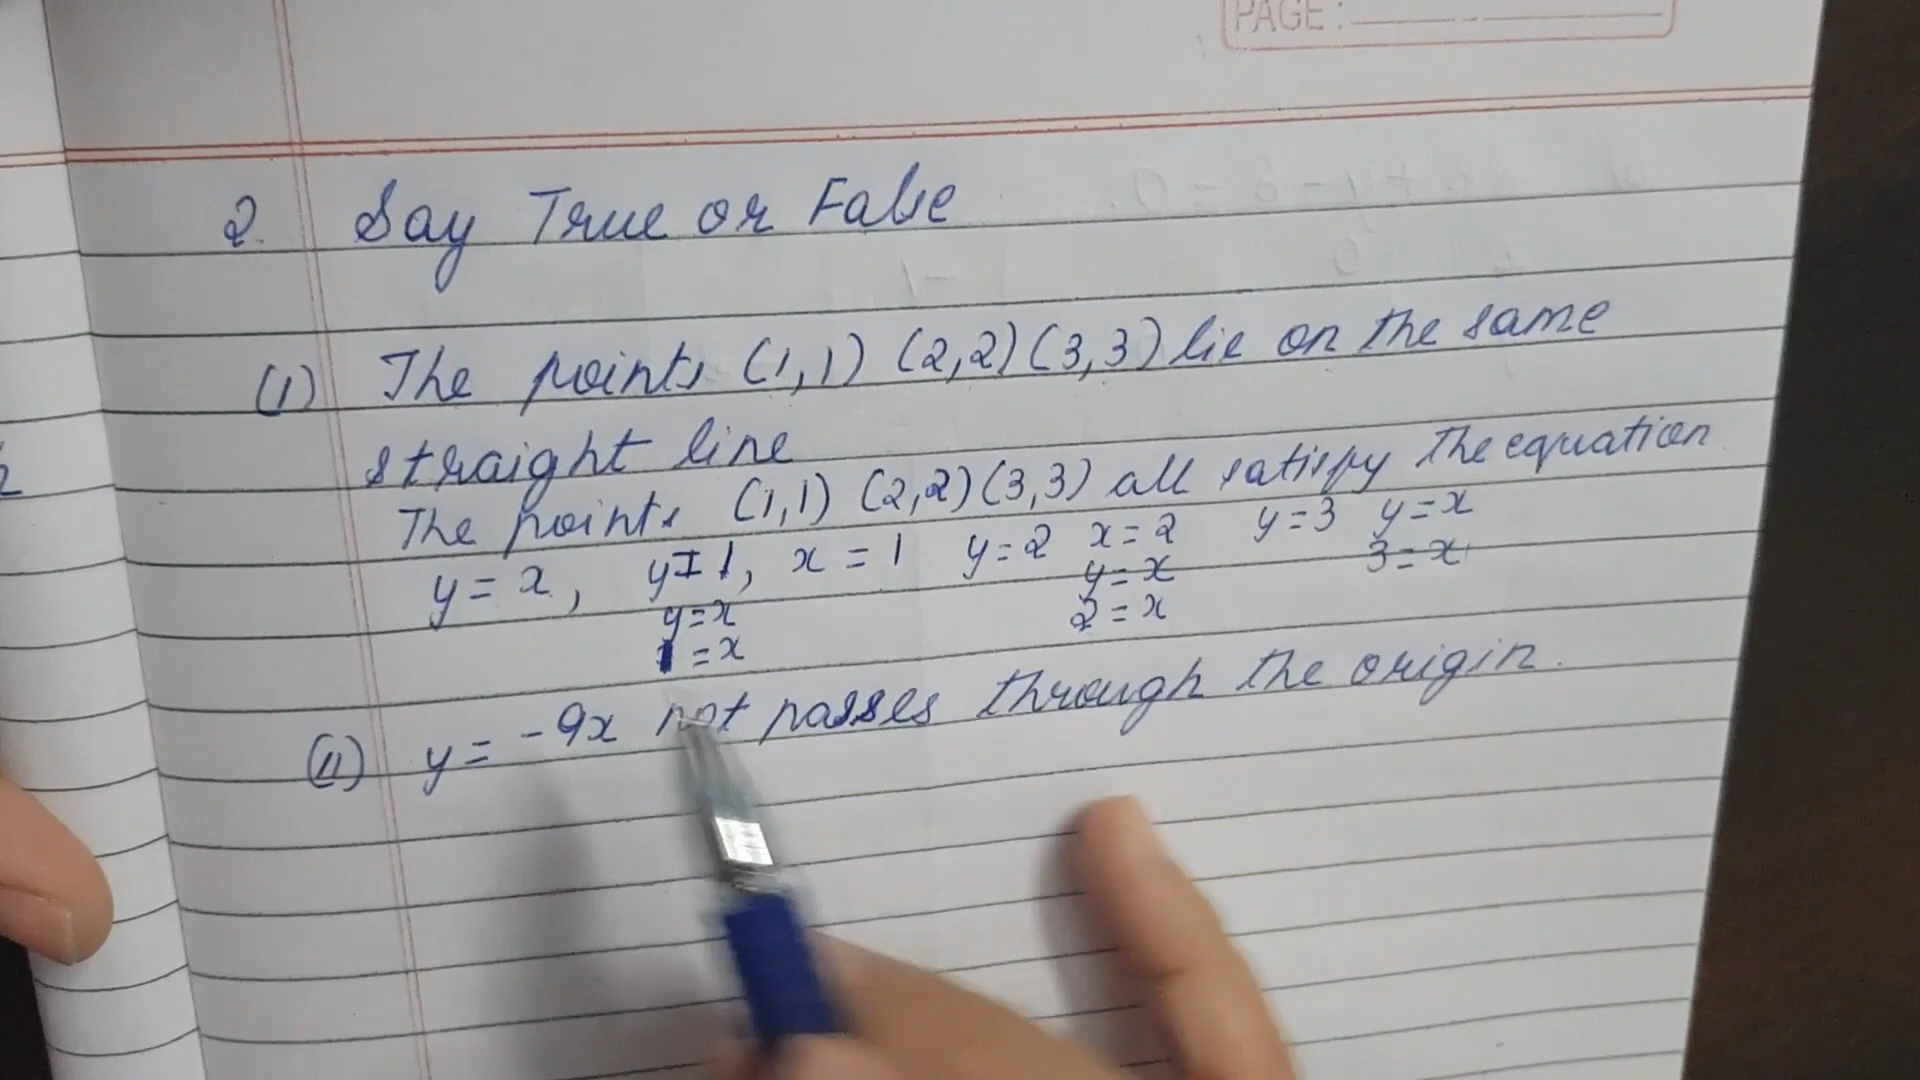 PAGE :
2. Say True or False
(I) The points (1,1) (2,2) (3,3) lie on the same
straight line
The points (1,1) (2,2) (3,3) all satisfy the equation
y = x, y = 1, x = 1 y = 2 x = 2 y = 3 y = x
y = x y = x 3 = x
1 = x 2 = x
(II) y = -9x not passes through the origin.